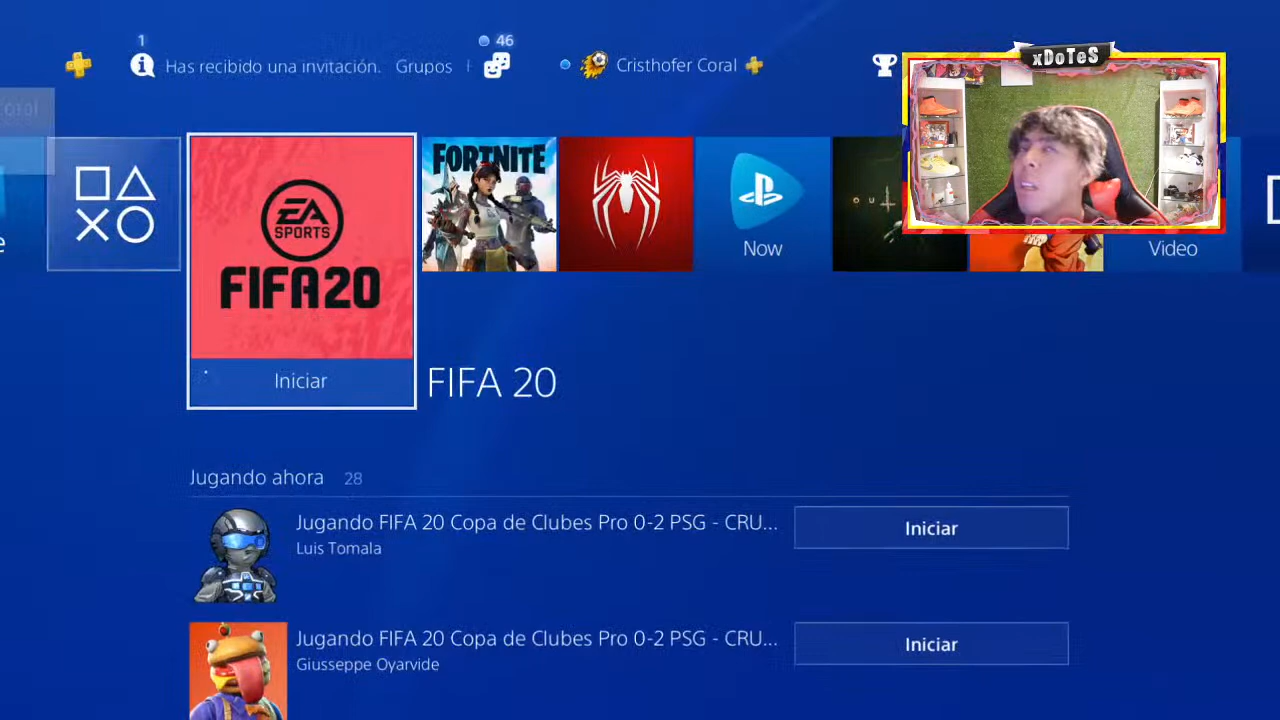 1
Has recibido una invitación. Grupos
46
Cristhofer Coral
xDoTeS
EA
SPORTS
FIFA20
FORTNITE
Now
OUT
Video
Iniciar
FIFA 20
Jugando ahora 28
Jugando FIFA 20 Copa de Clubes Pro 0-2 PSG - CRU...
Luis Tomala
Iniciar
Jugando FIFA 20 Copa de Clubes Pro 0-2 PSG - CRU...
Giusseppe Oyarvide
Iniciar